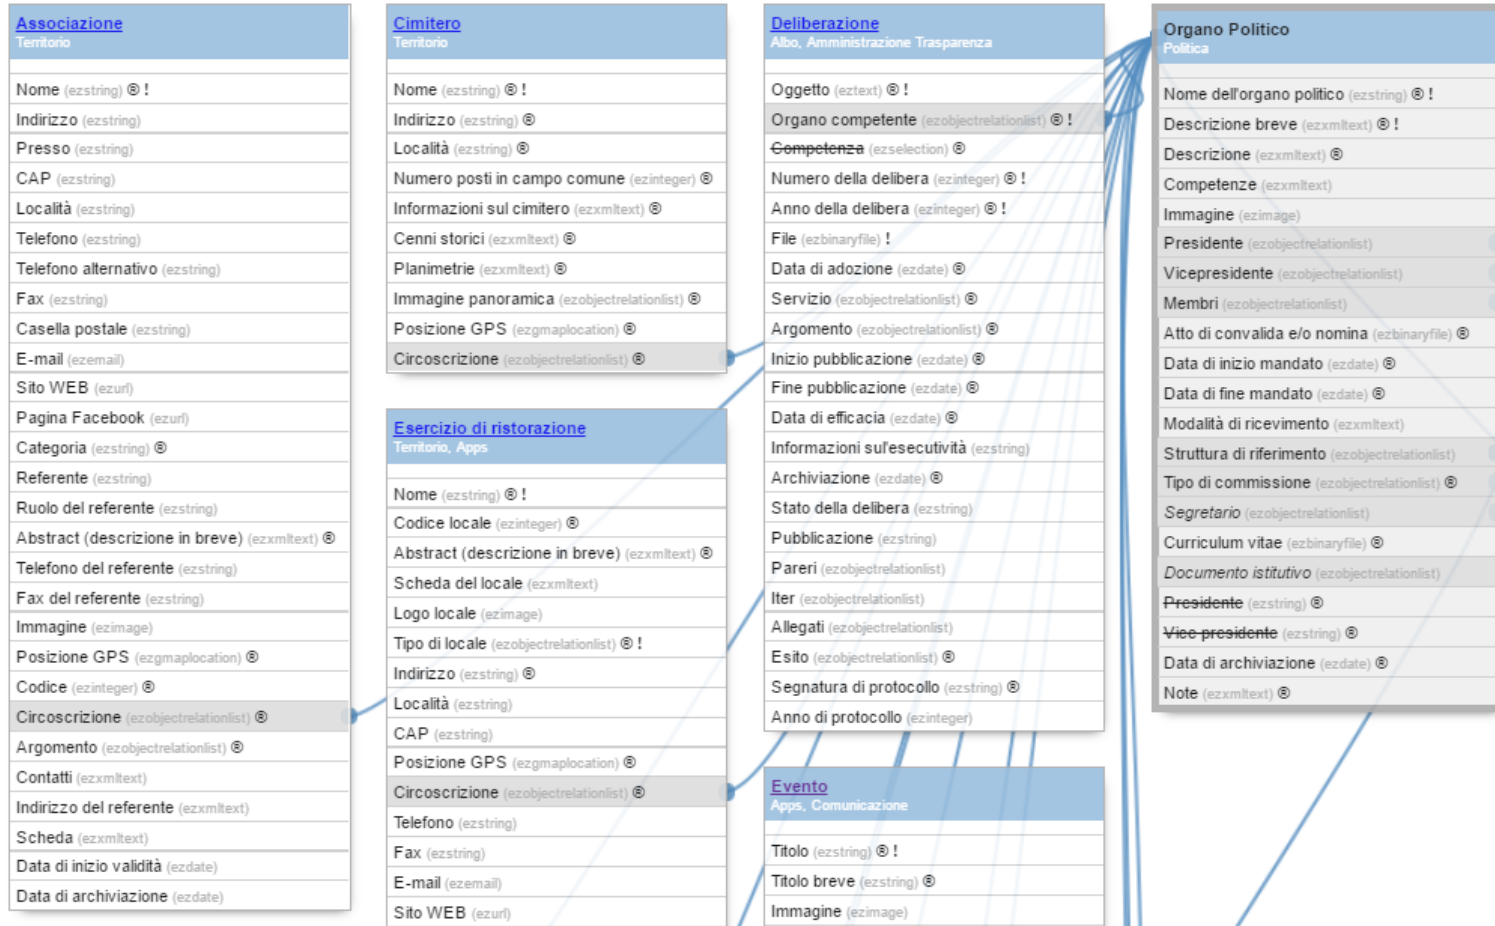 Associazione
Territorio
Nome (ezstring) ® !
Indirizzo (ezstring)
Presso (ezstring)
CAP (ezstring)
Località (ezstring)
Telefono (ezstring)
Telefono alternativo (ezstring)
Fax (ezstring)
Casella postale (ezstring)
E-mail (ezemail)
Sito WEB (ezurl)
Pagina Facebook (ezurl)
Categoria (ezstring) ®
Referente (ezstring)
Ruolo del referente (ezstring)
Abstract (descrizione in breve) (ezxmltext) ®
Telefono del referente (ezstring)
Fax del referente (ezstring)
Immagine (ezimage)
Posizione GPS (ezgmaplocation) ®
Codice (ezinteger) ®
Circoscrizione (ezobjectrelationlist) ®
Argomento (ezobjectrelationlist) ®
Contatti (ezxmltext)
Indirizzo del referente (ezxmltext)
Scheda (ezxmltext)
Data di inizio validità (ezdate)
Data di archiviazione (ezdate)
Cimitero
Territorio
Nome (ezstring) ® !
Indirizzo (ezstring) ®
Località (ezstring) ®
Numero posti in campo comune (ezinteger) ®
Informazioni sul cimitero (ezxmltext) ®
Cenni storici (ezxmltext) ®
Planimetrie (ezxmltext) ®
Immagine panoramica (ezobjectrelationlist) ®
Posizione GPS (ezgmaplocation) ®
Circoscrizione (ezobjectrelationlist) ®
Esercizio di ristorazione
Territorio, Apps
Nome (ezstring) ® !
Codice locale (ezinteger) ®
Abstract (descrizione in breve) (ezxmltext) ®
Scheda del locale (ezxmltext)
Logo locale (ezimage)
Tipo di locale (ezobjectrelationlist) ® !
Indirizzo (ezstring) ®
Località (ezstring)
CAP (ezstring)
Posizione GPS (ezgmaplocation) ®
Circoscrizione (ezobjectrelationlist) ®
Telefono (ezstring)
Fax (ezstring)
E-mail (ezemail)
Sito WEB (ezurl)
Deliberazione
Albo, Amministrazione Trasparenza
Oggetto (eztext) ® !
Organo competente (ezobjectrelationlist) ® !
Competenza (ezselection) ®
Numero della delibera (ezinteger) ® !
Anno della delibera (ezinteger) ® !
File (ezbinaryfile) !
Data di adozione (ezdate) ®
Servizio (ezobjectrelationlist) ®
Argomento (ezobjectrelationlist) ®
Inizio pubblicazione (ezdate) ®
Fine pubblicazione (ezdate) ®
Data di efficacia (ezdate) ®
Informazioni sul'esecutività (ezstring)
Archiviazione (ezdate) ®
Stato della delibera (ezstring)
Pubblicazione (ezstring)
Pareri (ezobjectrelationlist)
Iter (ezobjectrelationlist)
Allegati (ezobjectrelationlist)
Esito (ezobjectrelationlist) ®
Segnatura di protocollo (ezstring) ®
Anno di protocollo (ezinteger)
Evento
Apps, Comunicazione
Titolo (ezstring) ® !
Titolo breve (ezstring) ®
Immagine (ezimage)
Organo Politico
Politica
Nome dell'organo politico (ezstring) ® !
Descrizione breve (ezxmltext) ® !
Descrizione (ezxmltext) ®
Competenze (ezxmltext)
Immagine (ezimage)
Presidente (ezobjectrelationlist)
Vicepresidente (ezobjectrelationlist)
Membri (ezobjectrelationlist)
Atto di convalida e/o nomina (ezbinaryfile) ®
Data di inizio mandato (ezdate) ®
Data di fine mandato (ezdate) ®
Modalità di ricevimento (ezxmltext)
Struttura di riferimento (ezobjectrelationlist)
Tipo di commissione (ezobjectrelationlist) ®
Segretario (ezobjectrelationlist)
Curriculum vitae (ezbinaryfile) ®
Documento istitutivo (ezobjectrelationlist)
Presidente (ezstring) ®
Vice presidente (ezstring) ®
Data di archiviazione (ezdate) ®
Note (ezxmltext) ®